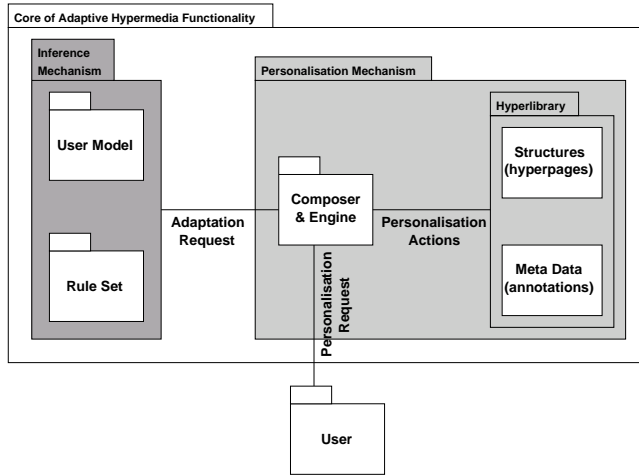 Core of Adaptive Hypermedia Functionality
Inference
Mechanism
User Model
Rule Set
Adaptation
Request
Personalisation Mechanism
Composer
& Engine
Personalisation
Actions
Hyperlibrary
Structures
(hyperpages)
Meta Data
(annotations)
Personalisation
Request
User